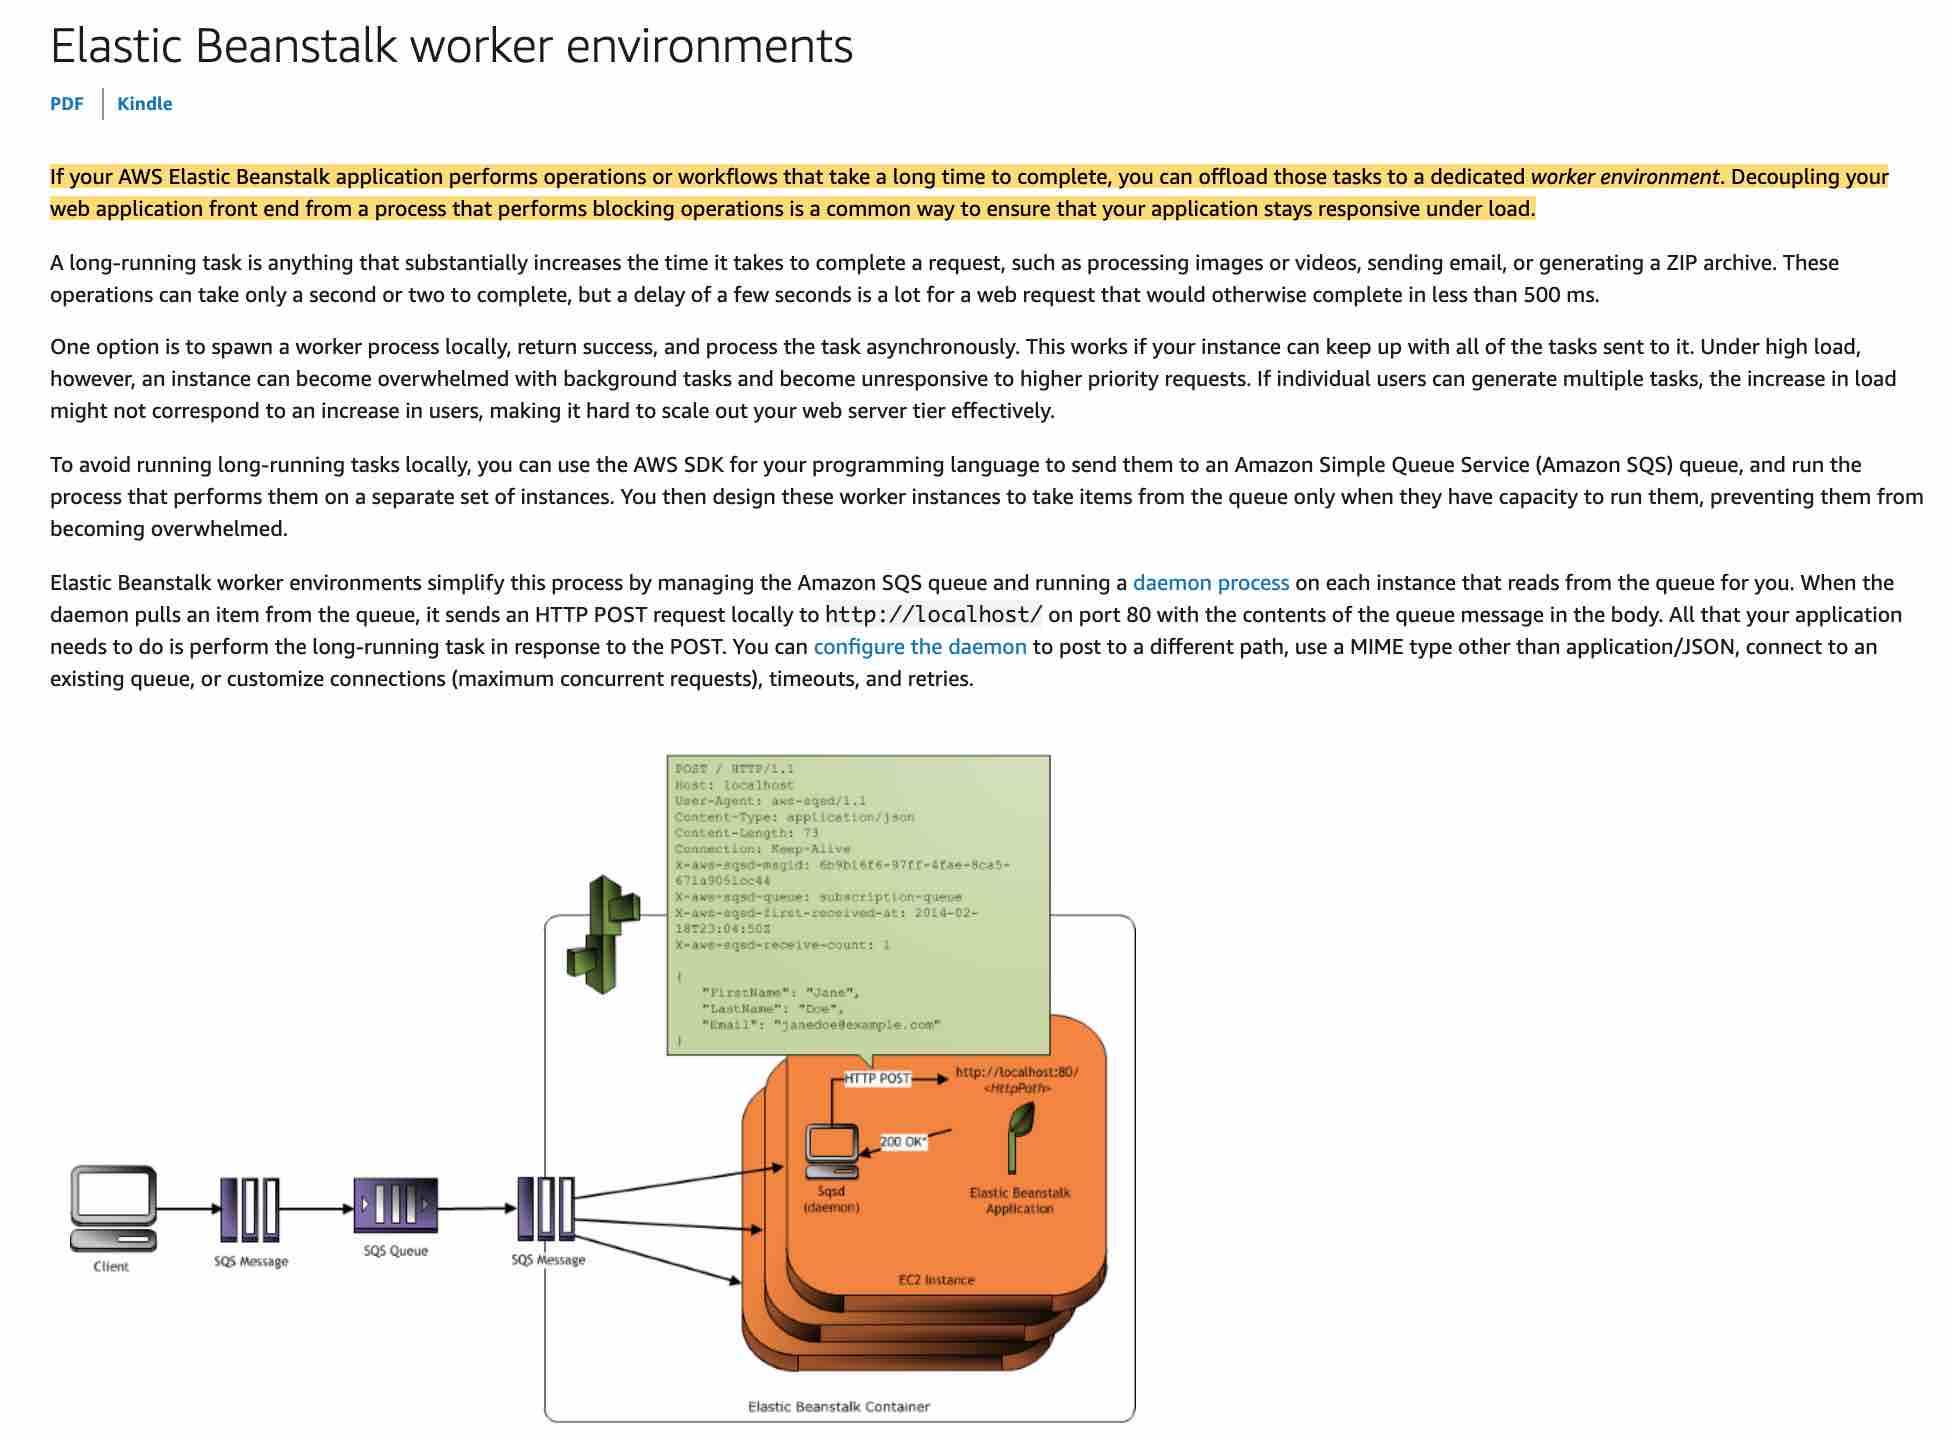 Elastic Beanstalk worker environments
PDF
Kindle
If your AWS Elastic Beanstalk application performs operations or workflows that take a long time to complete, you can offload those tasks to a dedicated worker environment. Decoupling your
web application front end from a process that performs blocking operations is a common way to ensure that your application stays responsive under load.
A long-running task is anything that substantially increases the time it takes to complete a request, such as processing images or videos, sending email, or generating a ZIP archive. These
operations can take only a second or two to complete, but a delay of a few seconds is a lot for a web request that would otherwise complete in less than 500 ms.
One option is to spawn a worker process locally, return success, and process the task asynchronously. This works if your instance can keep up with all of the tasks sent to it. Under high load,
however, an instance can become overwhelmed with background tasks and become unresponsive to higher priority requests. If individual users can generate multiple tasks, the increase in load
might not correspond to an increase in users, making it hard to scale out your web server tier effectively.
To avoid running long-running tasks locally, you can use the AWS SDK for your programming language to send them to an Amazon Simple Queue Service (Amazon SQS) queue, and run the
process that performs them on a separate set of instances. You then design these worker instances to take items from the queue only when they have capacity to run them, preventing them from
becoming overwhelmed.
Elastic Beanstalk worker environments simplify this process by managing the Amazon SQS queue and running a daemon process on each instance that reads from the queue for you. When the
daemon pulls an item from the queue, it sends an HTTP POST request locally to http://localhost/ on port 80 with the contents of the queue message in the body. All that your application
needs to do is perform the long-running task in response to the POST. You can configure the daemon to post to a different path, use a MIME type other than application/JSON, connect to an
existing queue, or customize connections (maximum concurrent requests), timeouts, and retries.
POST / HTTP/1.1
Host: localhost
User-Agent: aws-sqsd/1.1
Content-Type: application/json
Content-Length: 73
Connection: Keep-Alive
X-aws-sqsd-msgid: 6b9b16f6-97ff-4fae-8ca5-
671a9051cc44
X-aws-sqsd-queue: subscription-queue
X-aws-sqsd-first-received-at: 2014-02-
18T23:04:50Z
X-aws-sqsd-receive-count: 1
{
"FirstName": "Jane",
"LastName": "Doe",
"Email": "janedoe@example.com"
}
HTTP POST
http://localhost:80/
<HttpPath>
200 OK*
Sqsd
(daemon)
Elastic Beanstalk
Application
EC2 Instance
Client
SQS Message
SQS Queue
SQS Message
Elastic Beanstalk Container